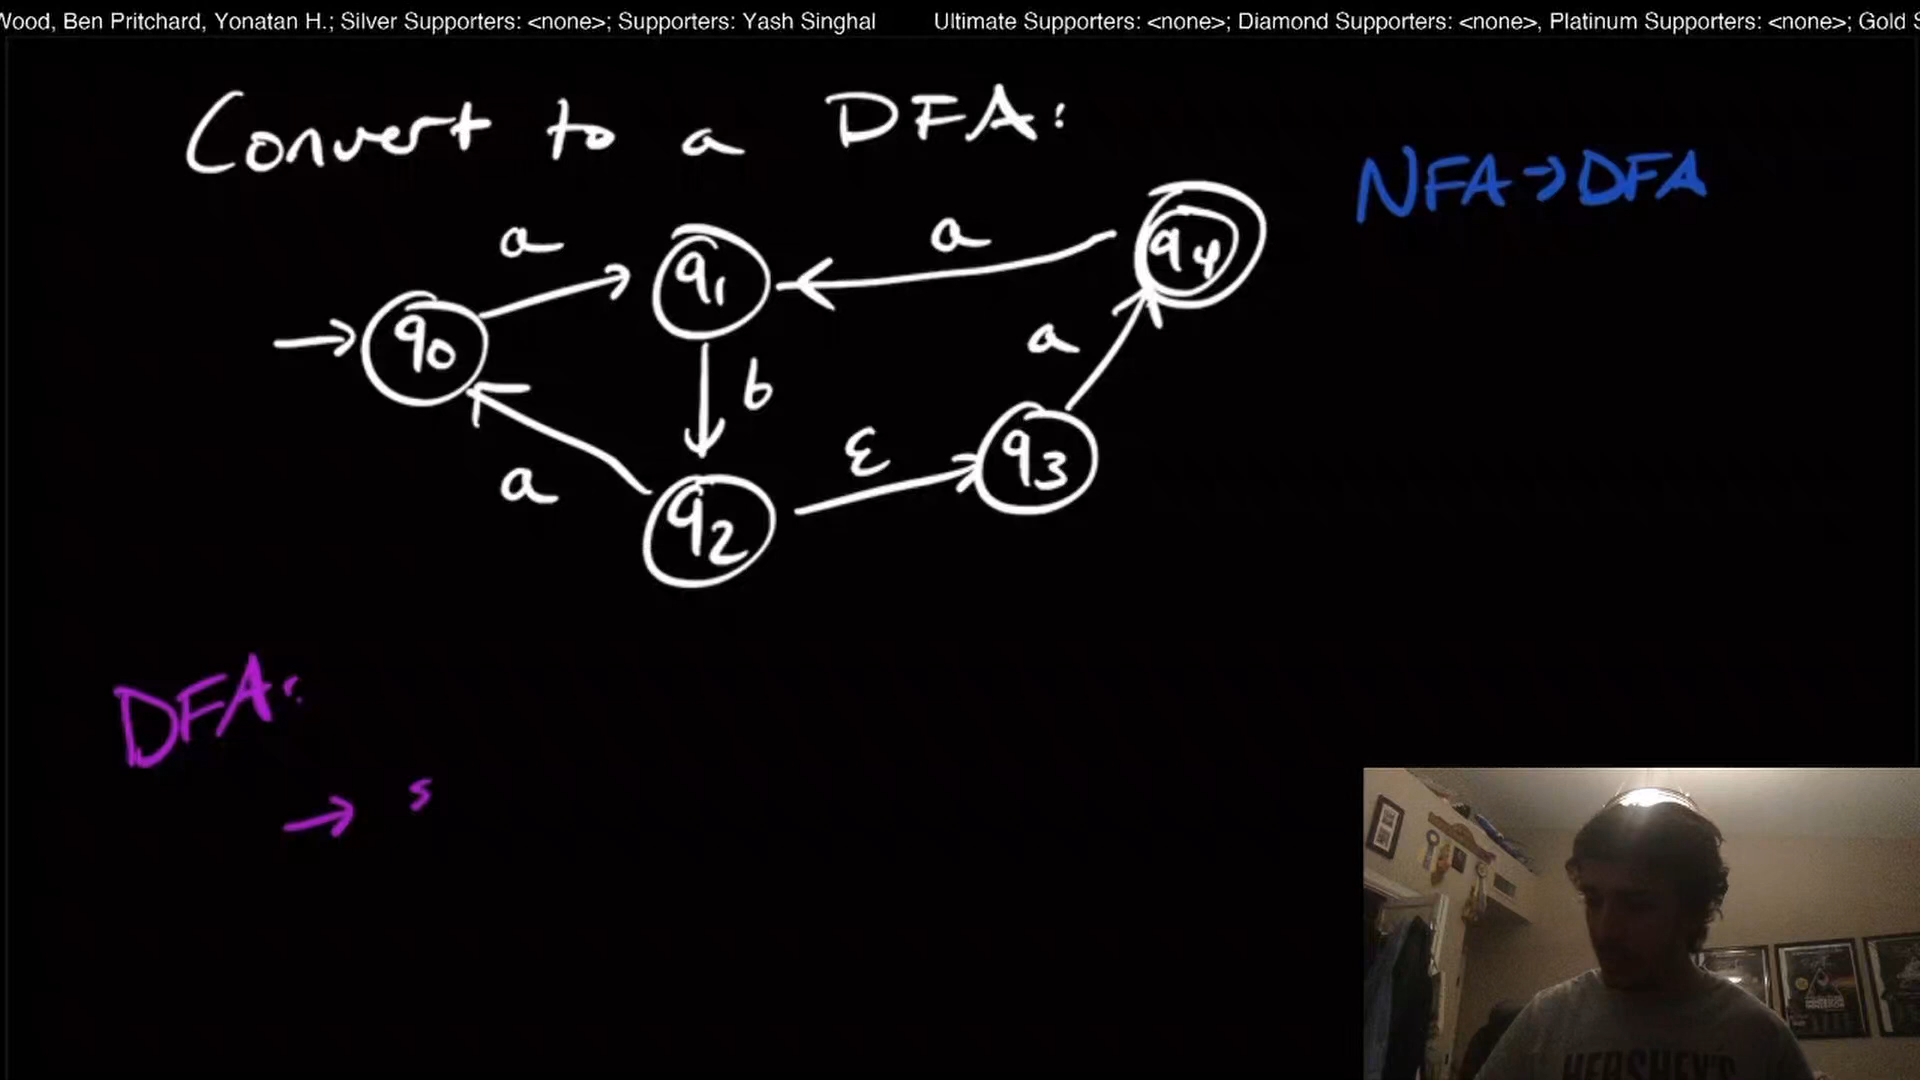 Wood, Ben Pritchard, Yonatan H.; Silver Supporters: <none>; Supporters: Yash Singhal Ultimate Supporters: <none>; Diamond Supporters: <none>, Platinum Supporters: <none>; Gold S
Convert to a DFA:
NFA → DFA
a
a
q4
q1
q0
a
b
ε
q3
a
q2
DFA:
→ s
HERSHEY'S